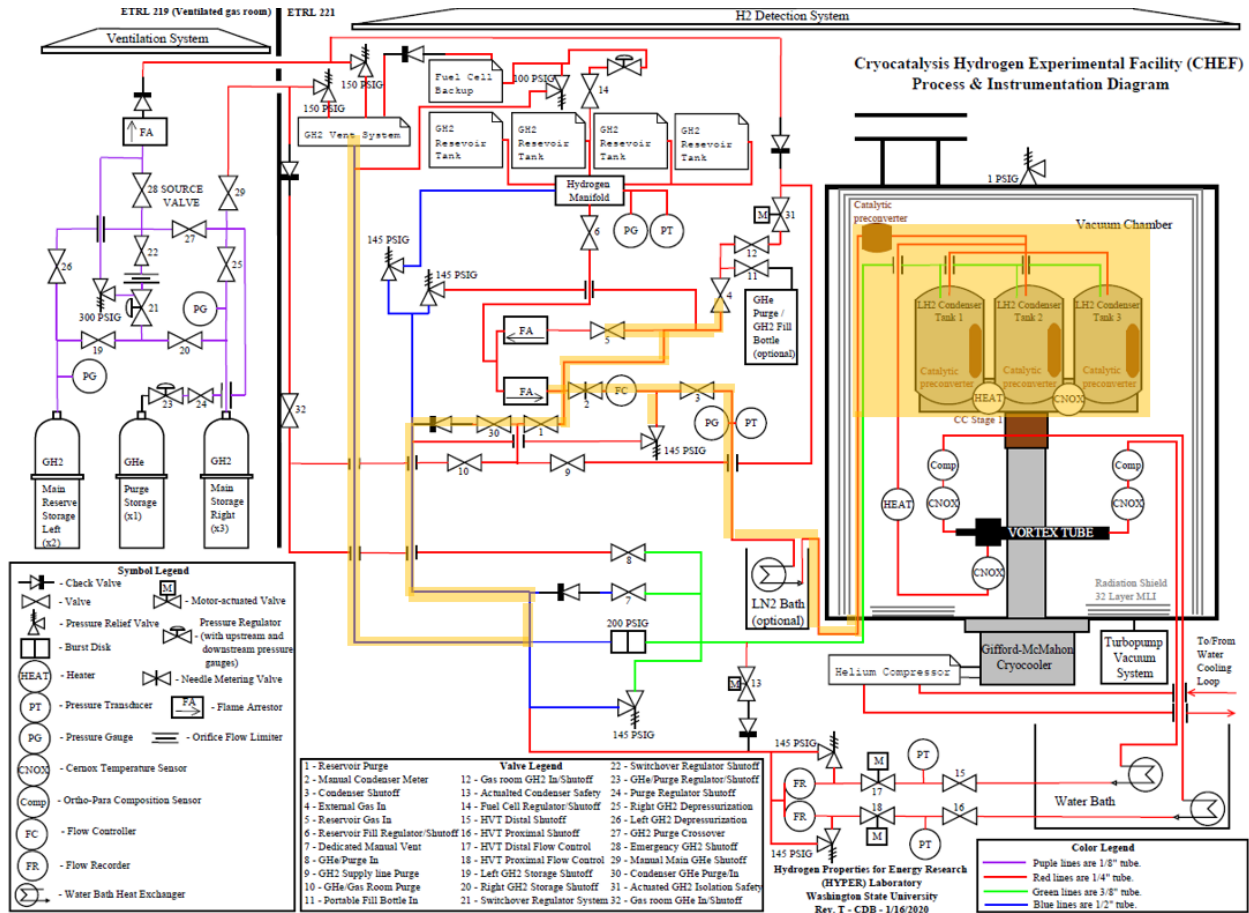 ETRL 219 (Ventilated gas room)
ETRL 221
H2 Detection System
Ventilation System
Cryocatalysis Hydrogen Experimental Facility (CHEF)
Process & Instrumentation Diagram
150 PSIG
150 PSIG
Fuel Cell
Backup
100 PSIG
14
GH2 Vent System
GH2
Resevoir
Tank
GH2
Resevoir
Tank
GH2
Resevoir
Tank
GH2
Resevoir
Tank
FA
28 SOURCE
VALVE
29
27
26
22
25
300 PSIG
21
PG
19
20
PG
23
24
32
GH2
Main
Reserve
Storage
Left
(x2)
GHe
Purge
Storage
(x1)
GH2
Main
Storage
Right
(x3)
Hydrogen
Manifold
6
PG
PT
M
31
12
11
4
GHe
Purge /
GH2 Fill
Bottle
(optional)
145 PSIG
145 PSIG
FA
5
FA
2
FC
3
30
1
145 PSIG
PG
PT
10
9
8
7
200 PSIG
LN2 Bath
(optional)
M
13
145 PSIG
1 PSIG
Catalytic
preconverter
Vacuum Chamber
LH2 Condenser
Tank 1
LH2 Condenser
Tank 2
LH2 Condenser
Tank 3
Catalytic
preconverter
Catalytic
preconverter
Catalytic
preconverter
HEAT
CNOX
CC Stage 1
Comp
Comp
HEAT
CNOX
CNOX
VORTEX TUBE
CNOX
Radiation Shield
32 Layer MLI
Gifford-McMahon
Cryocooler
Turbopump
Vacuum
System
To/From
Water
Cooling
Loop
Helium Compressor
145 PSIG
FR
M
17
PT
15
FR
18
M
PT
16
145 PSIG
Water Bath
Symbol Legend
- Check Valve
- Valve
M
- Motor-actuated Valve
- Pressure Relief Valve
Pressure Regulator
- (with upstream and
downstream pressure
gauges)
- Burst Disk
HEAT - Heater
- Needle Metering Valve
PT - Pressure Transducer
FA - Flame Arrestor
PG - Pressure Gauge
- Orifice Flow Limiter
CNOX - Cernox Temperature Sensor
Comp - Ortho-Para Composition Sensor
FC - Flow Controller
FR - Flow Recorder
- Water Bath Heat Exchanger
Valve Legend
1 - Reservoir Purge
2 - Manual Condenser Meter
3 - Condenser Shutoff
4 - External Gas In
5 - Reservoir Gas In
6 - Reservoir Fill Regulator/Shutoff
7 - Dedicated Manual Vent
8 - GHe/Purge In
9 - GH2 Supply line Purge
10 - GHe/Gas Room Purge
11 - Portable Fill Bottle In
12 - Gas room GH2 In/Shutoff
13 - Actualted Condenser Safety
14 - Fuel Cell Regulator/Shutoff
15 - HVT Distal Shutoff
16 - HVT Proximal Shutoff
17 - HVT Distal Flow Control
18 - HVT Proximal Flow Control
19 - Left GH2 Storage Shutoff
20 - Right GH2 Storage Shutoff
21 - Switchover Regulator System
22 - Switchover Regulator Shutoff
23 - GHe/Purge Regulator/Shutoff
24 - Purge Regulator Shutoff
25 - Right GH2 Depressurization
26 - Left GH2 Depressurization
27 - GH2 Purge Crossover
28 - Emergency GH2 Shutoff
29 - Manual Main GHe Shutoff
30 - Condenser GHe Purge/In
31 - Actuated GH2 Isolation Safety
32 - Gas room GHe In/Shutoff
Hydrogen Properties for Energy Research
(HYPER) Laboratory
Washington State University
Rev. T - CDB - 1/16/2020
Color Legend
Puple lines are 1/8" tube.
Red lines are 1/4" tube.
Green lines are 3/8" tube.
Blue lines are 1/2" tube.